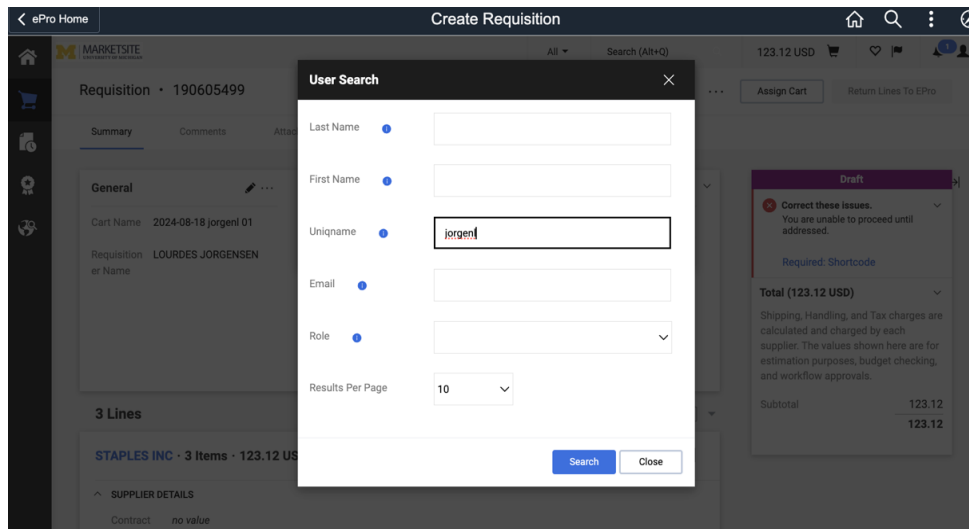 ePro Home
Create Requisition
MARKETSITE
UNIVERSITY OF MICHIGAN
All
Search (Alt+Q)
123.12 USD
1
Requisition • 190605499
...
Assign Cart
Return Lines To EPro
Summary
Comments
Attac
General
...
Cart Name 2024-08-18 jorgenl 01
Requisition LOURDES JORGENSEN
er Name
User Search
Last Name
First Name
Uniqname
jorgenl
Email
Role
Results Per Page
10
Search
Close
Draft
Correct these issues.
You are unable to proceed until
addressed.
Required: Shortcode
Total (123.12 USD)
Shipping, Handling, and Tax charges are
calculated and charged by each
supplier. The values shown here are for
estimation purposes, budget checking,
and workflow approvals.
Subtotal 123.12
123.12
3 Lines
STAPLES INC · 3 Items · 123.12 US
SUPPLIER DETAILS
Contract no value